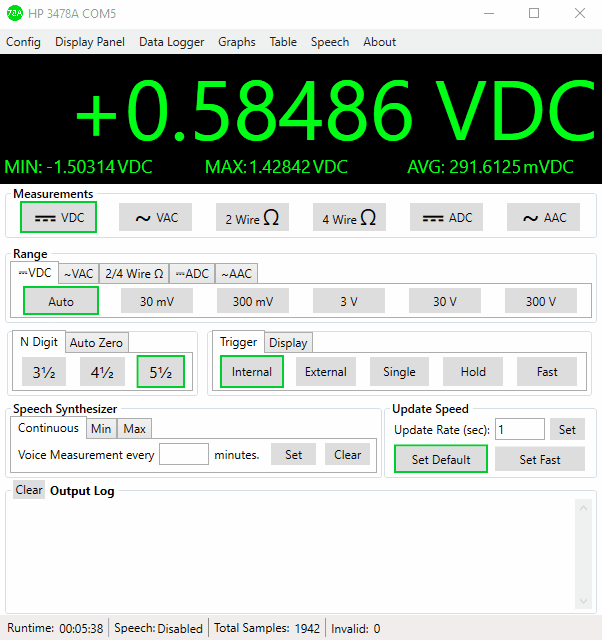 78A HP 3478A COM5
Config Display Panel Data Logger Graphs Table Speech About
+0.58486 VDC
MIN: -1.50314 VDC MAX: 1.42842 VDC AVG: 291.6125 mVDC
Measurements
VDC ~ VAC 2 Wire Ω 4 Wire Ω ADC ~ AAC
Range
VDC ~VAC 2/4 Wire Ω ADC ~AAC
Auto 30 mV 300 mV 3 V 30 V 300 V
N Digit Auto Zero Trigger Display
3½ 4½ 5½ Internal External Single Hold Fast
Speech Synthesizer Update Speed
Continuous Min Max Update Rate (sec): 1 Set
Voice Measurement every minutes. Set Clear Set Default Set Fast
Clear Output Log
Runtime: 00:05:38 Speech: Disabled Total Samples: 1942 Invalid: 0